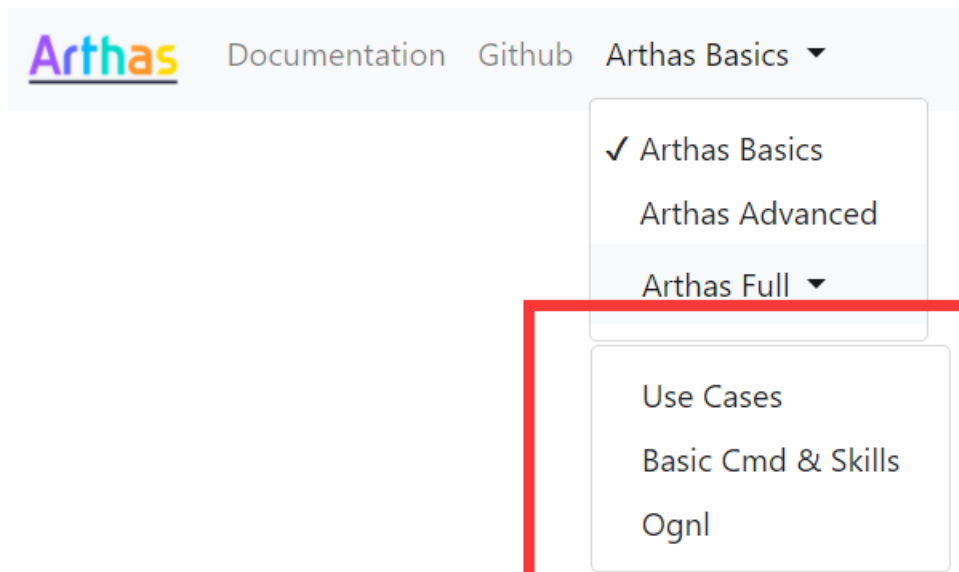 Arthas Documentation Github Arthas Basics
✓ Arthas Basics
Arthas Advanced
Arthas Full
Use Cases
Basic Cmd & Skills
Ognl